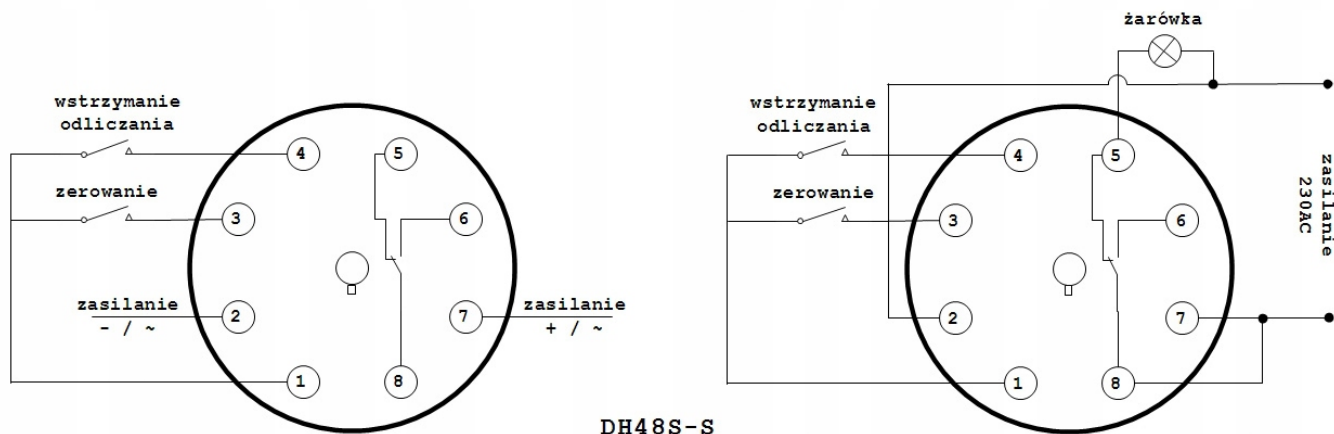 wstrzymanie
odliczania
zerowanie
zasilanie
- / ~
4
3
2
1
5
6
7
8
zasilanie
+ / ~
żarówka
wstrzymanie
odliczania
zerowanie
4
3
2
1
5
6
7
8
zasilanie
230AC
DH48S-S